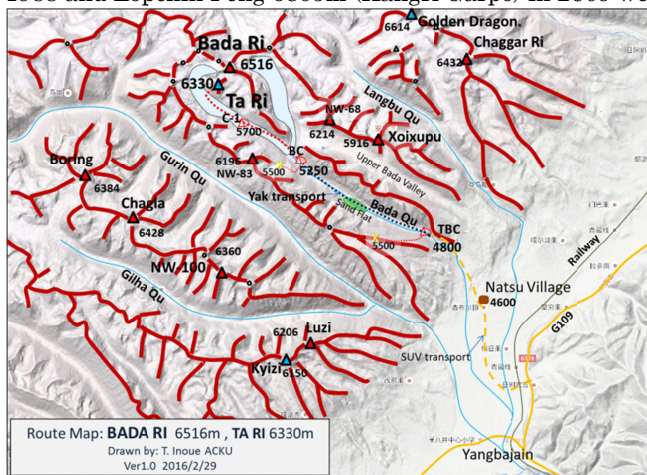 6614 Golden Dragon.
Chaggar Ri
6432
Bada Ri
6516
6330
Ta Ri
Langbu Qu
NW-68
6214
C-1
5700
Xoixupu
5916
BC
5250
Upper Bada Valley
6196
NW-83
5500
Boring
6384
Gurin Qu
Yak transport
Bada Qu
Sand Flat
TBC
4800
5500
Chagla
6428
6360
NW-100
Railway
Natsu Village
4600
Gilha Qu
G109
6206
Luzi
Kyizi
6150
SUV transport
Route Map: BADA RI 6516m , TA RI 6330m
Drawn by: T. Inoue ACKU
Ver1.0 2016/2/29
Yangbajain